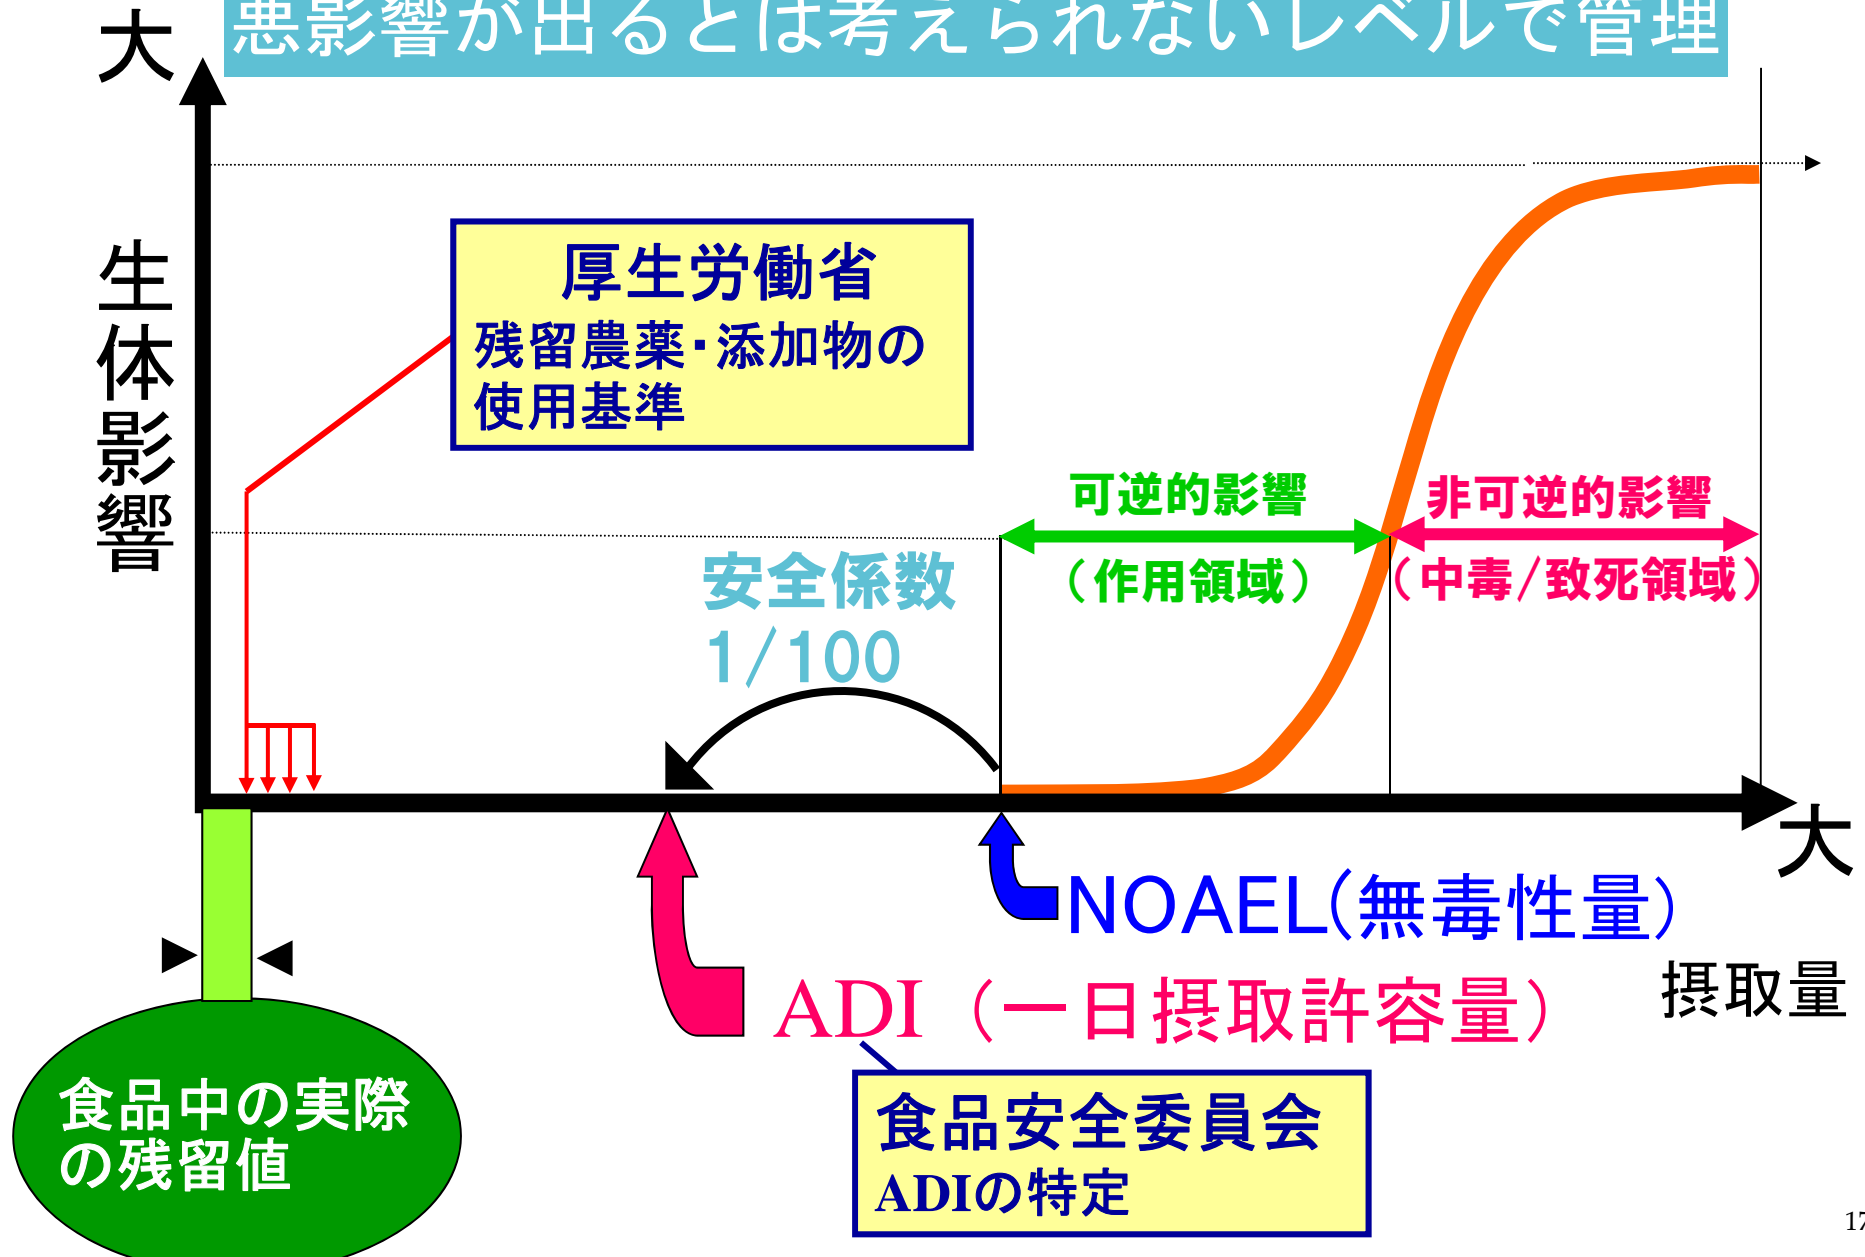 悪影響が出るとは考えられないレベルで管理
大
生体影響
厚生労働省
残留農薬・添加物の
使用基準
可逆的影響
（作用領域）
非可逆的影響
（中毒/致死領域）
安全係数
1/100
大
NOAEL(無毒性量)
摂取量
ADI（一日摂取許容量）
食品安全委員会
ADIの特定
食品中の実際
の残留値
17